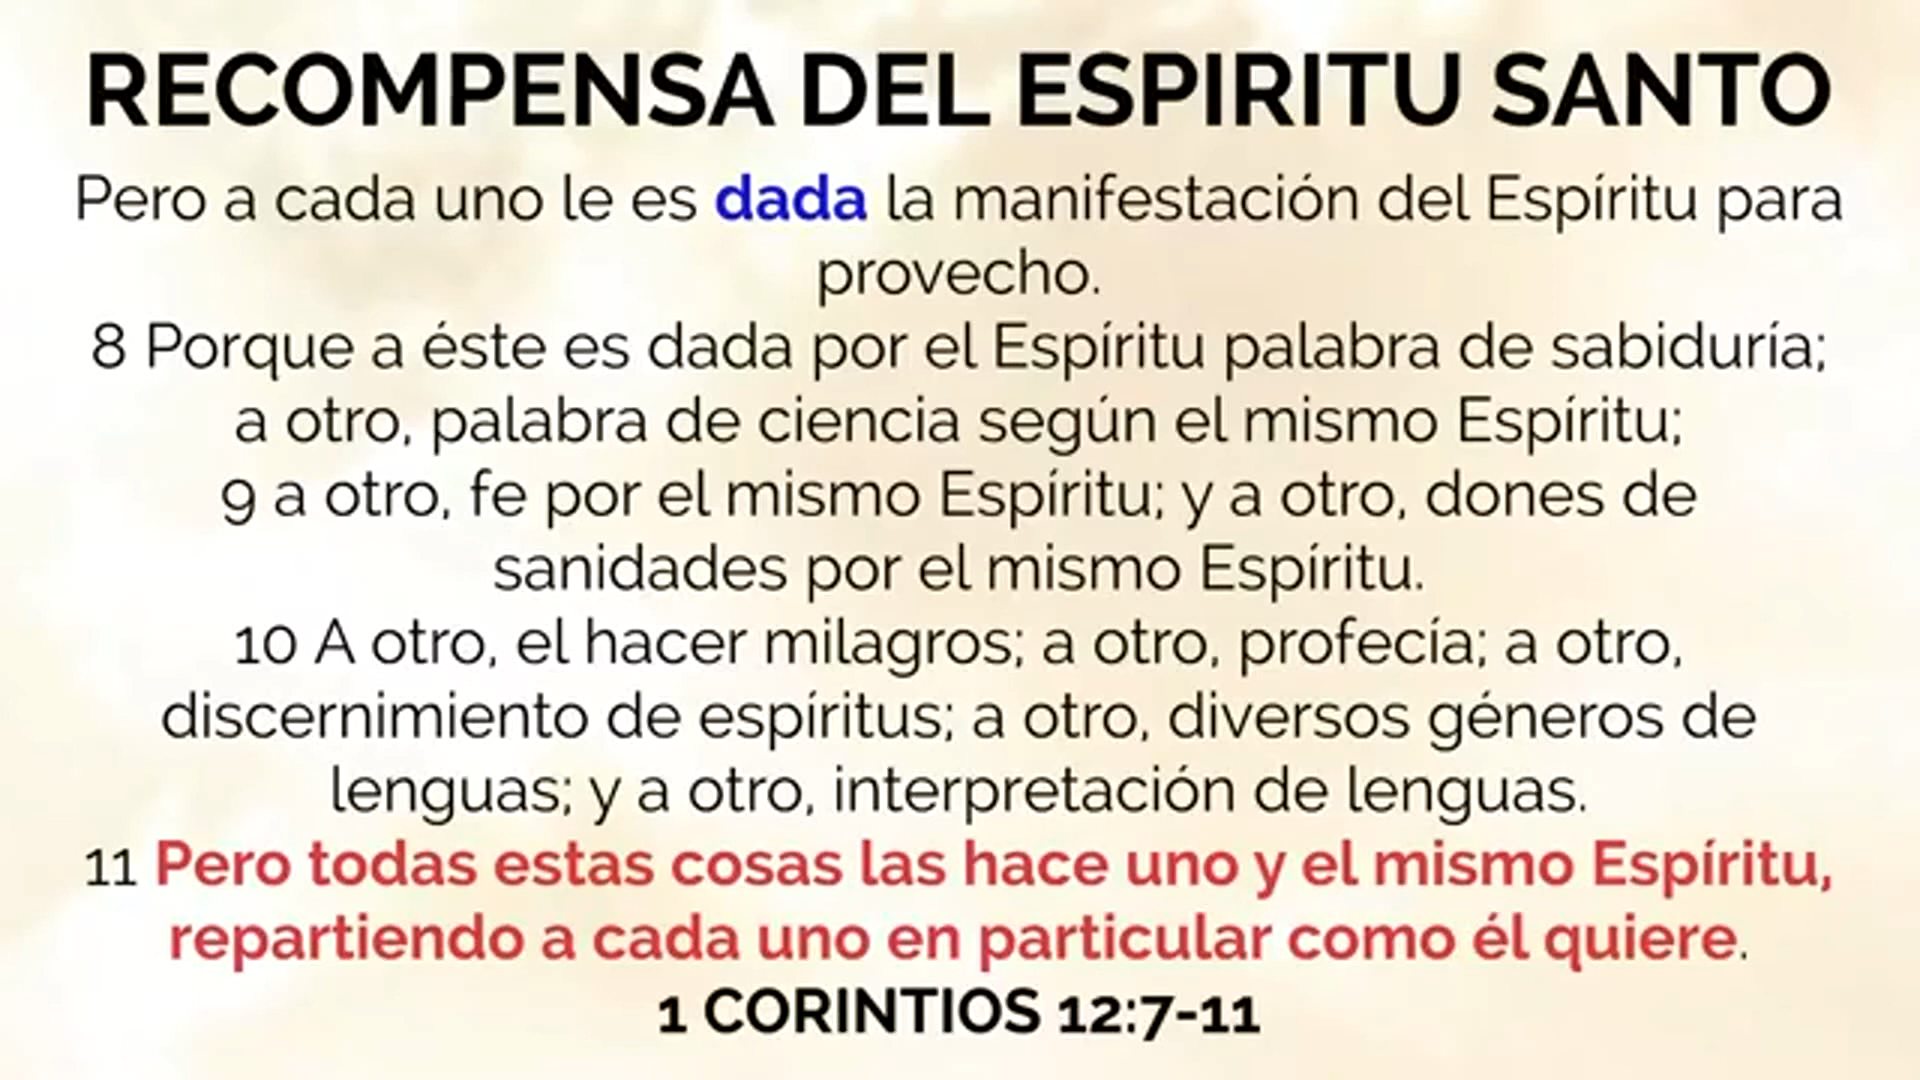 RECOMPENSA DEL ESPIRITU SANTO
Pero a cada uno le es dada la manifestación del Espíritu para
provecho.
8 Porque a éste es dada por el Espíritu palabra de sabiduría;
a otro, palabra de ciencia según el mismo Espíritu;
9 a otro, fe por el mismo Espíritu; y a otro, dones de
sanidades por el mismo Espíritu.
10 A otro, el hacer milagros; a otro, profecía; a otro,
discernimiento de espíritus; a otro, diversos géneros de
lenguas; y a otro, interpretación de lenguas.
11 Pero todas estas cosas las hace uno y el mismo Espíritu,
repartiendo a cada uno en particular como él quiere.
1 CORINTIOS 12:7-11